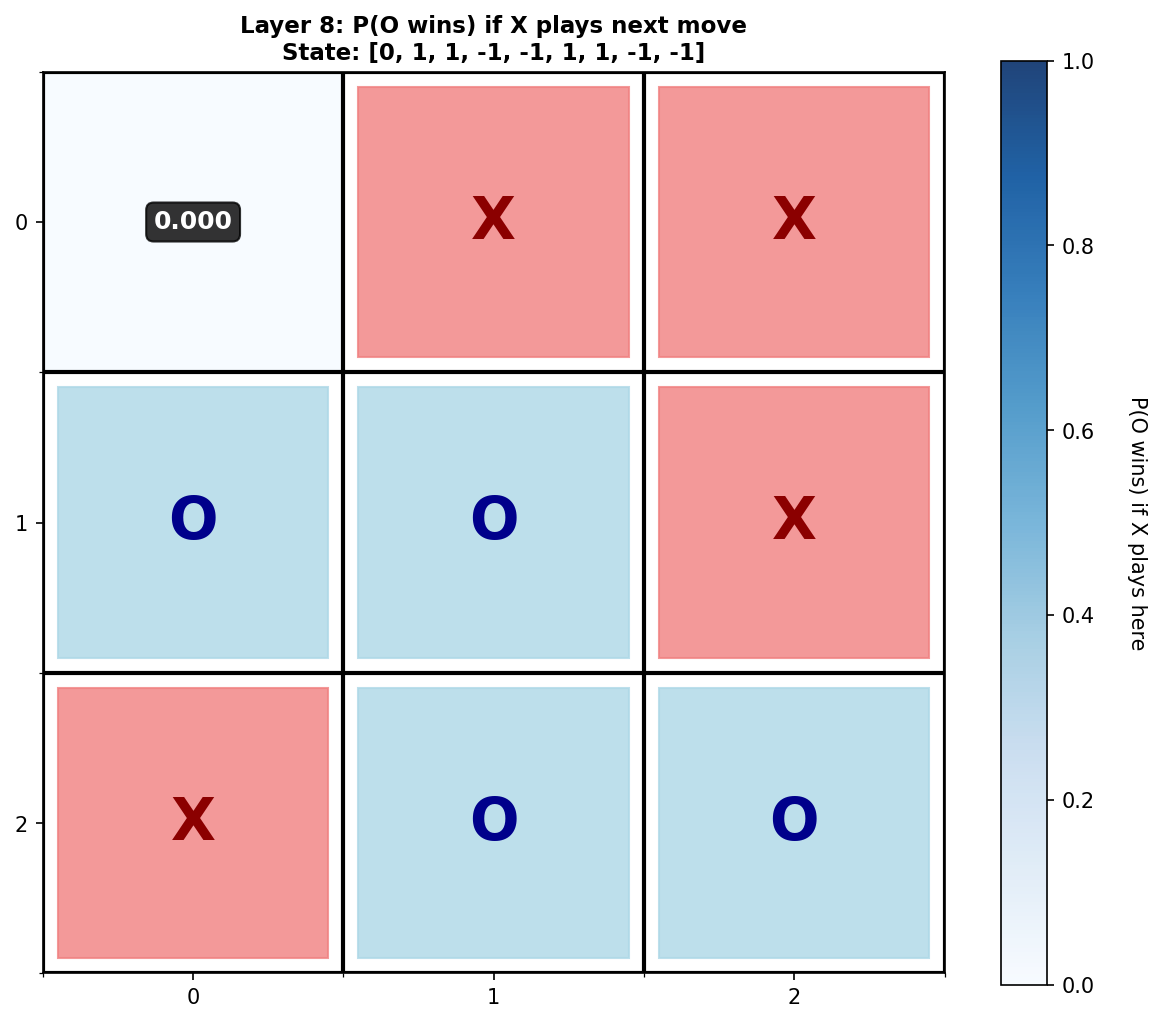 Layer 8: P(O wins) if X plays next move
State: [0, 1, 1, -1, -1, 1, 1, -1, -1]
0 0.000 X X
1 O O X
2 X O O
0 1 2
1.0
0.8
0.6
0.4
0.2
0.0
P(O wins) if X plays here